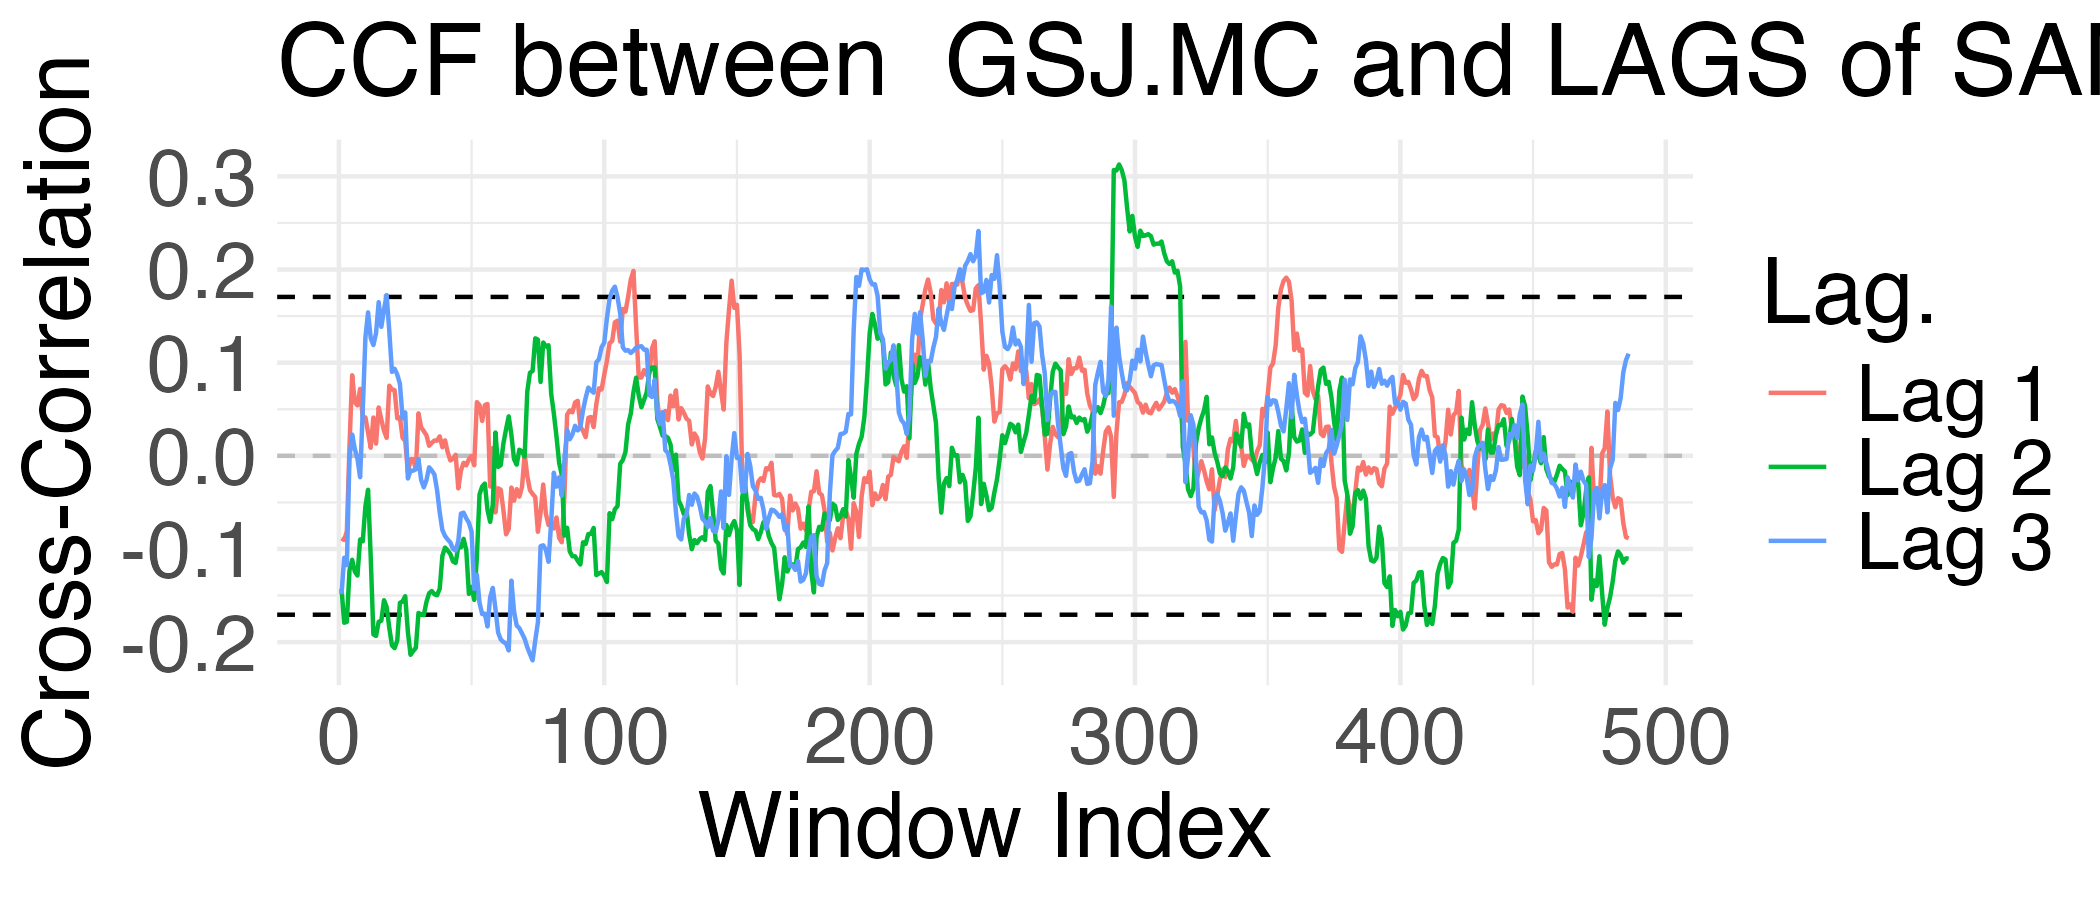 CCF between  GSJ.MC and LAGS of
Cross-Correlation
0.3
0.2
0.1
0.0
-0.1
-0.2
0 100 200 300 400 500
Window Index
Lag.
Lag 1
Lag 2
Lag 3